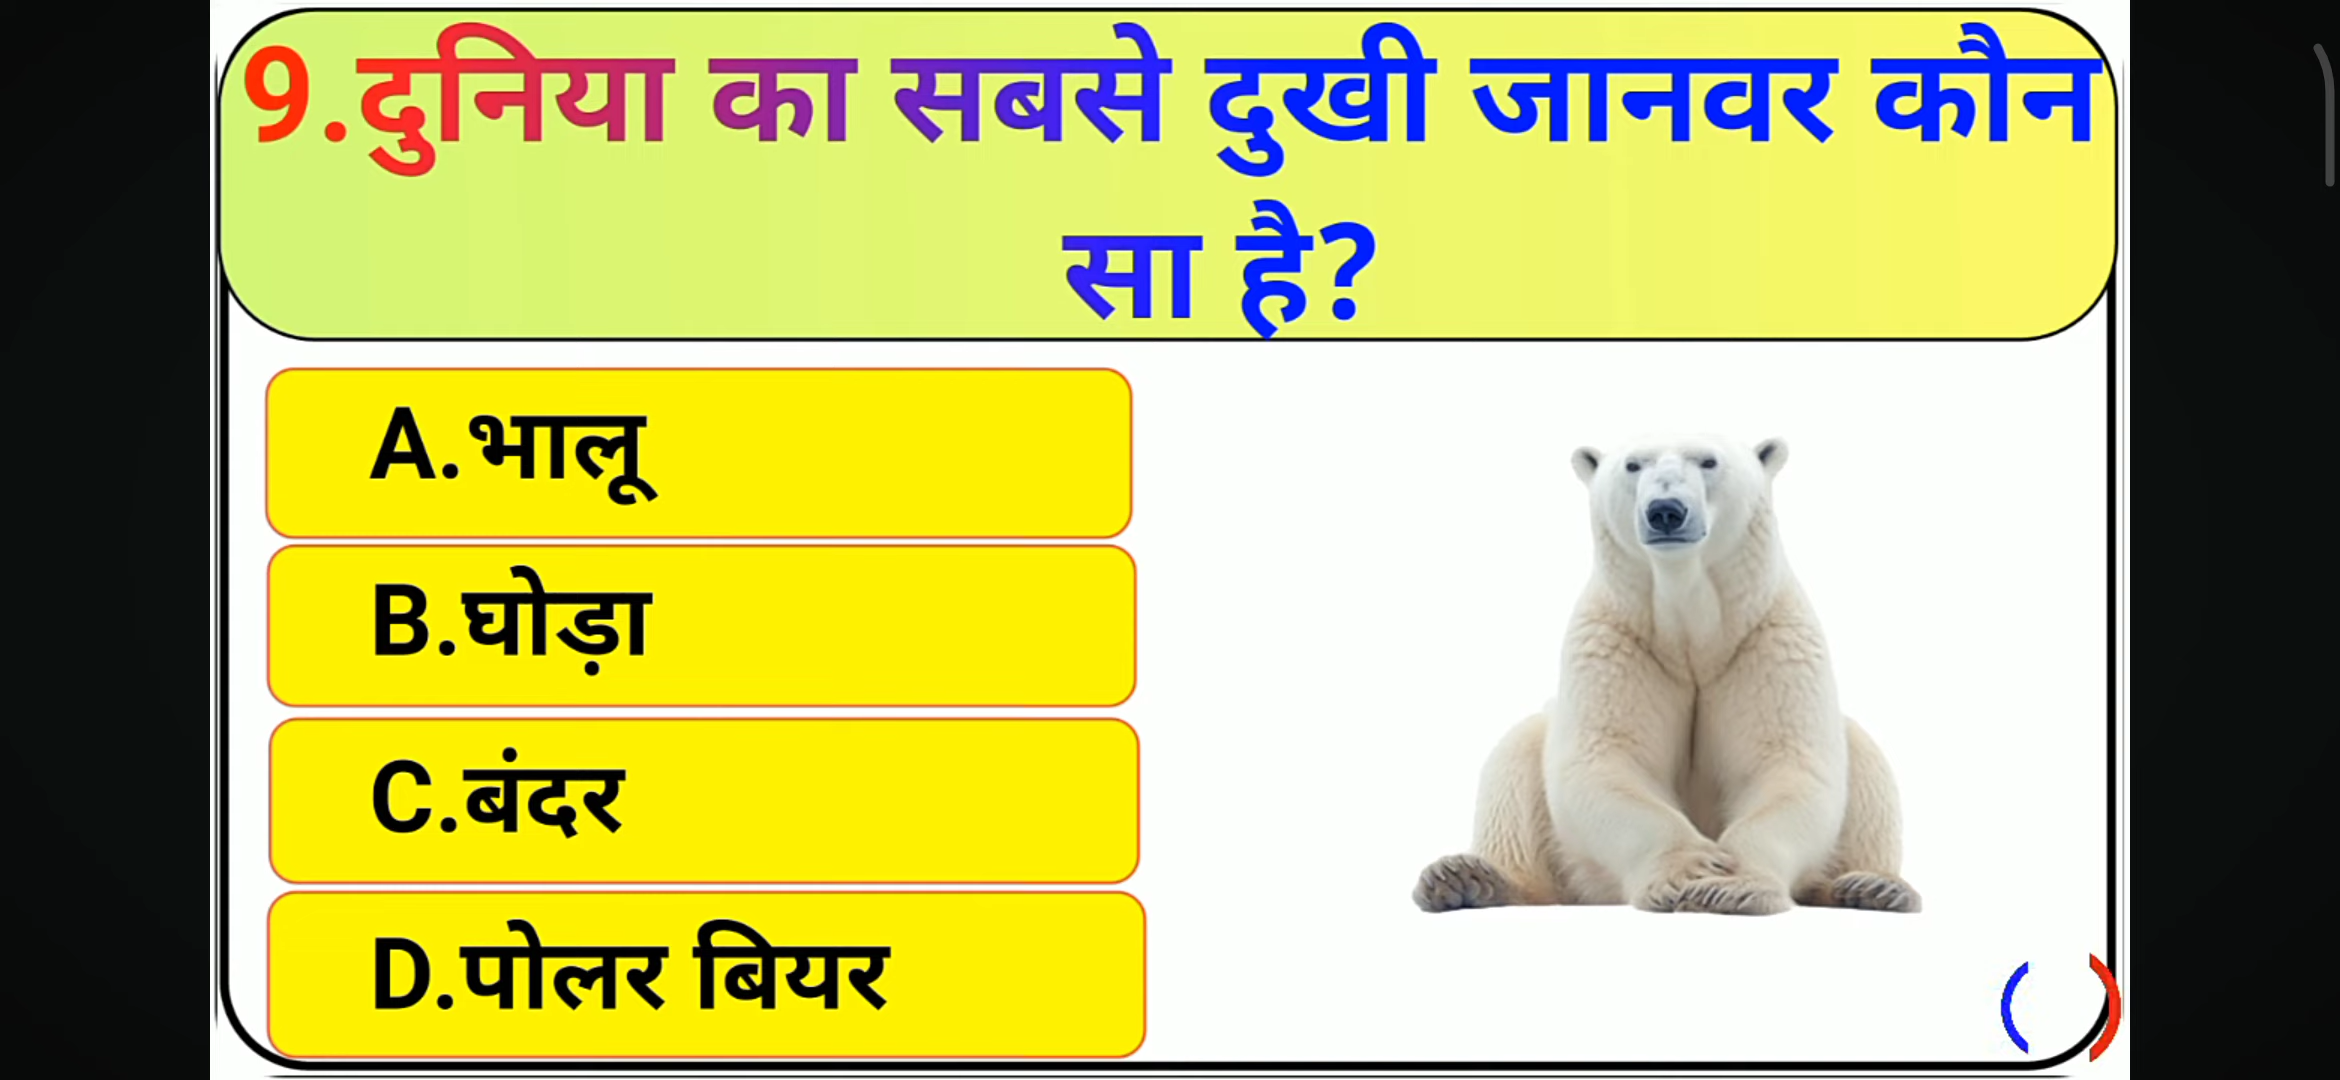 9.दुनिया का सबसे दुखी जानवर कौन
सा है?
A.भालू
B.घोड़ा
C.बंदर
D.पोलर बियर